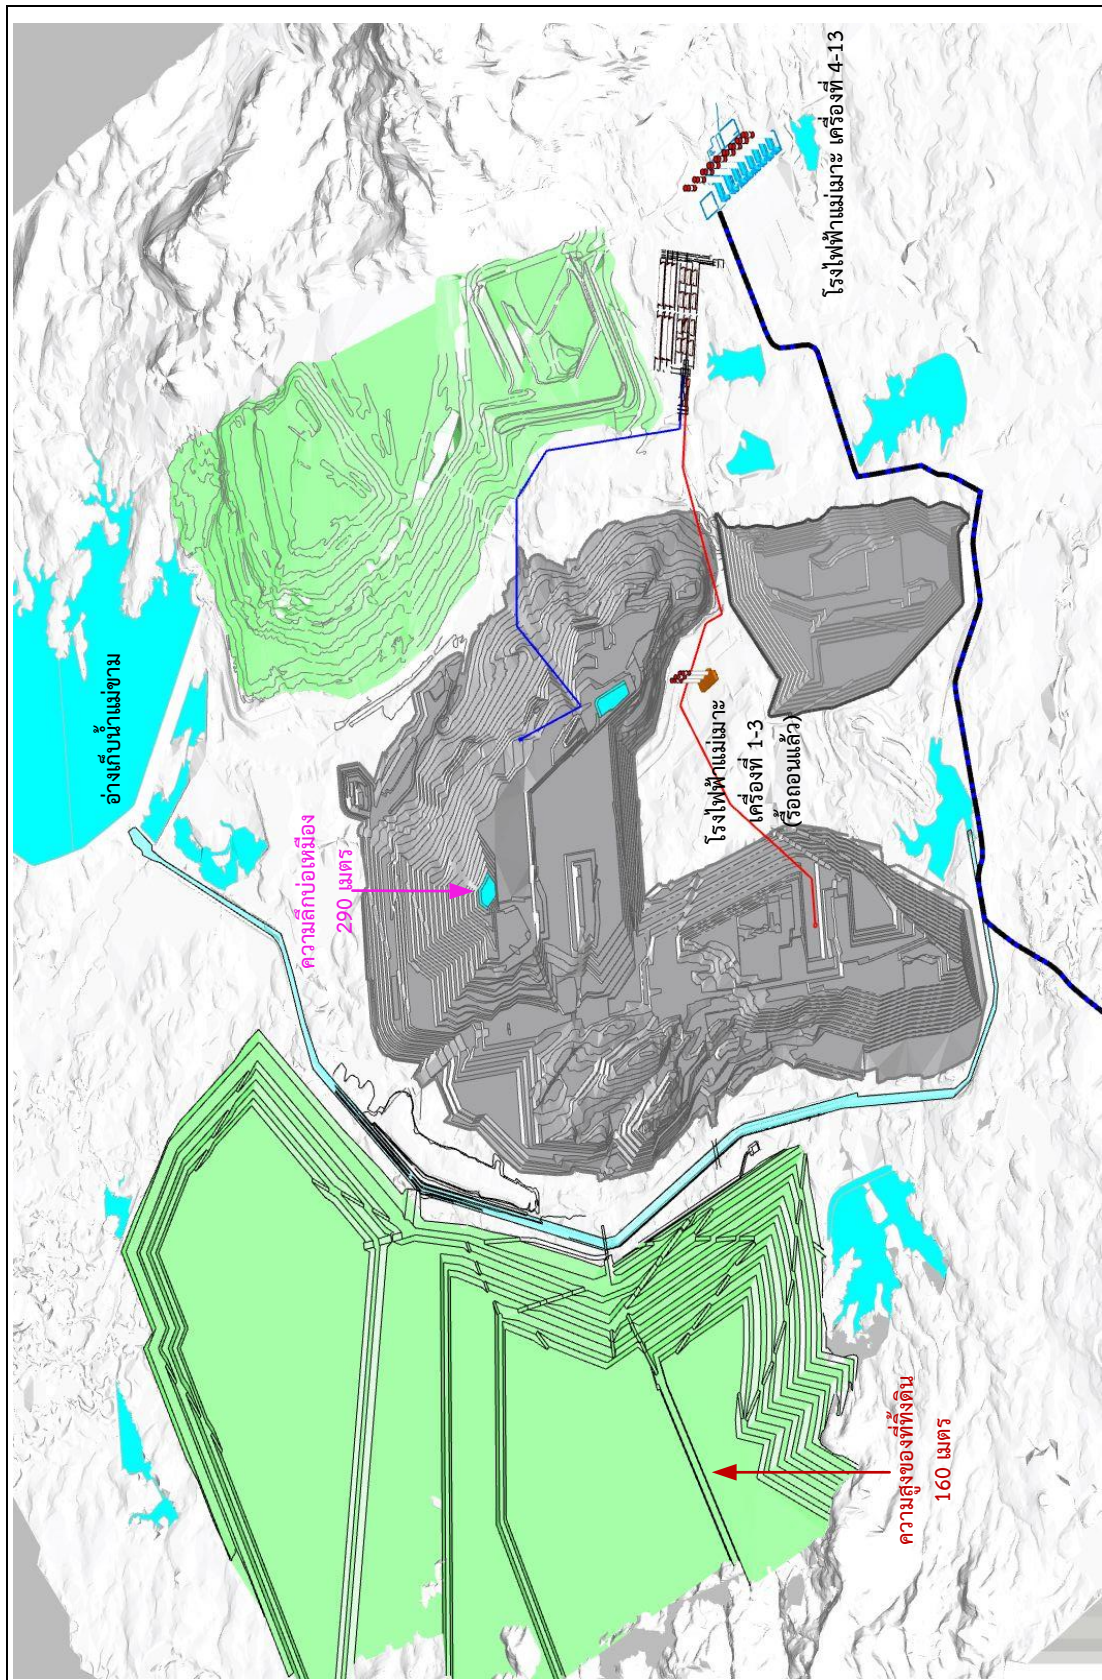 อ่างเก็บน้ำแม่ขาม
ความลึกบ่อเหมือง
290 เมตร
โรงไฟฟ้าแม่เมาะ
เครื่องที่ 1-3
(รื้อถอนแล้ว)
โรงไฟฟ้าแม่เมาะ เครื่องที่ 4-13
ความสูงของที่ทิ้งดิน
160 เมตร